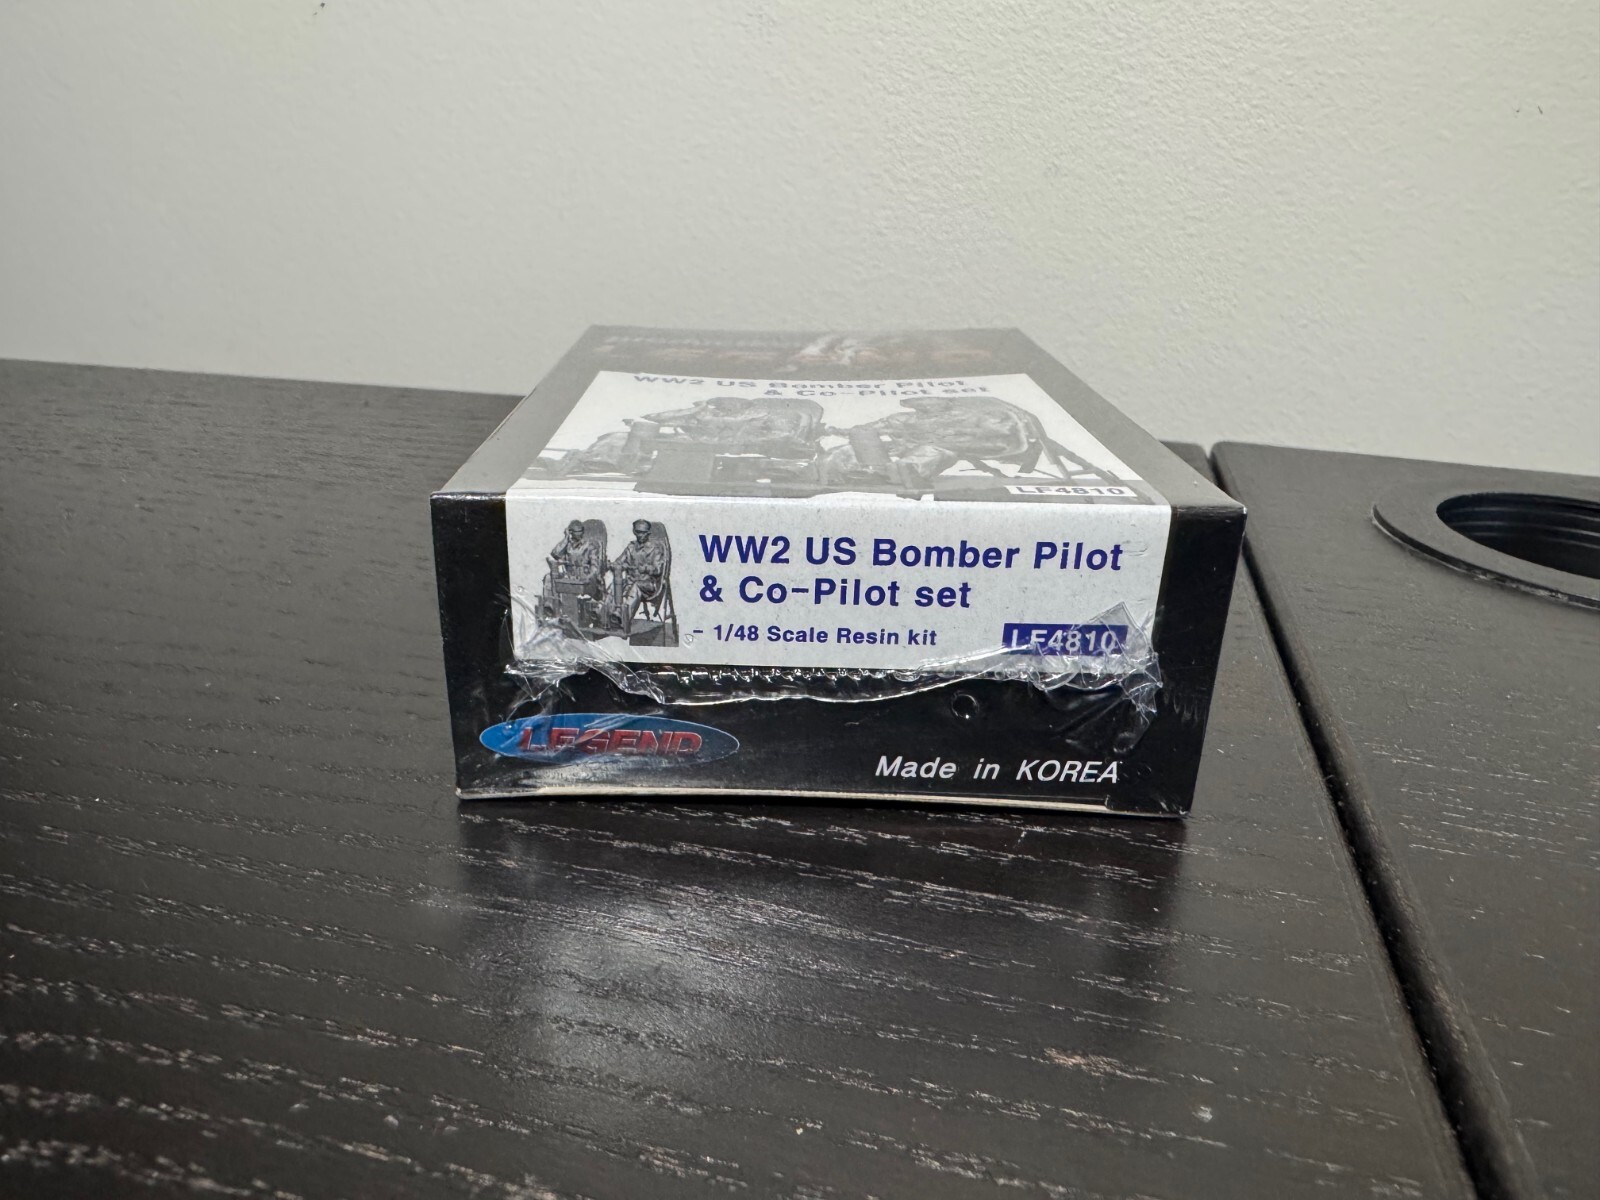 WW2 US Bomber Pilot
& Co-Pilot set
LF4810
WW2 US Bomber Pilot
& Co-Pilot set
- 1/48 Scale Resin kit
LF4810
LEGEND
Made in KOREA